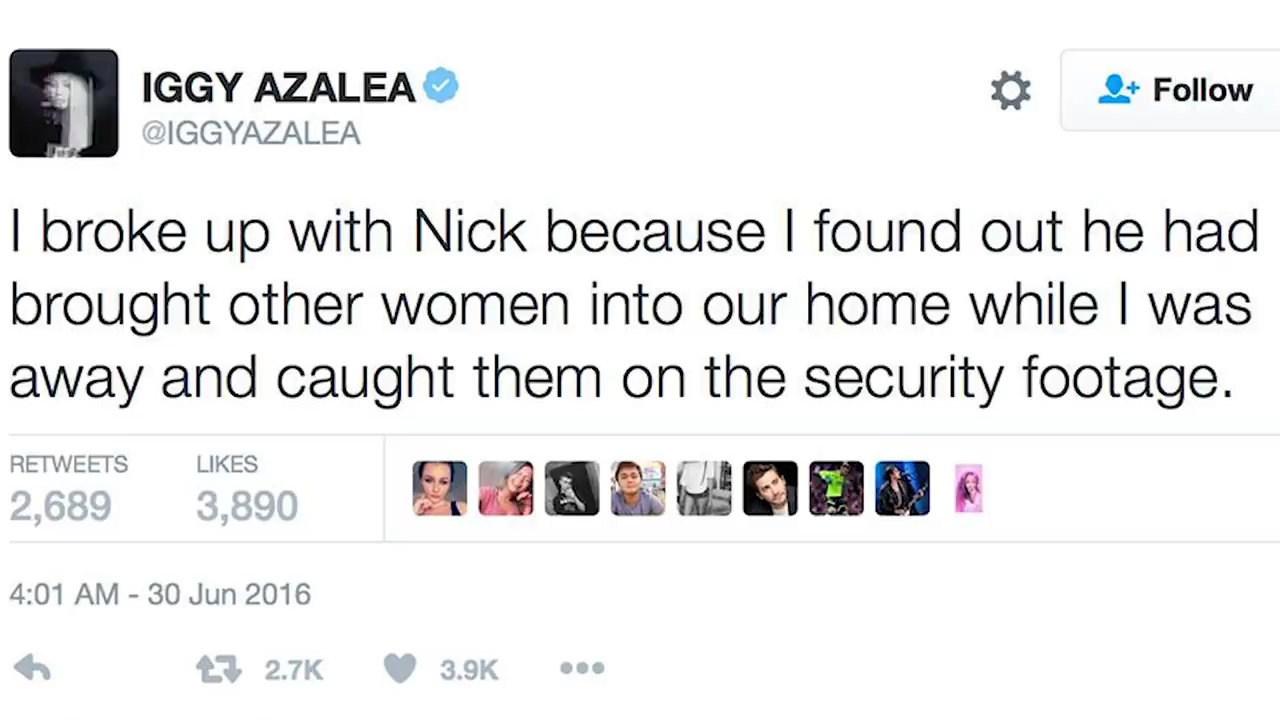 IGGY AZALEA
@IGGYAZALEA
Follow
I broke up with Nick because I found out he had
brought other women into our home while I was
away and caught them on the security footage.
RETWEETS LIKES
2,689 3,890
4:01 AM - 30 Jun 2016
2.7K 3.9K